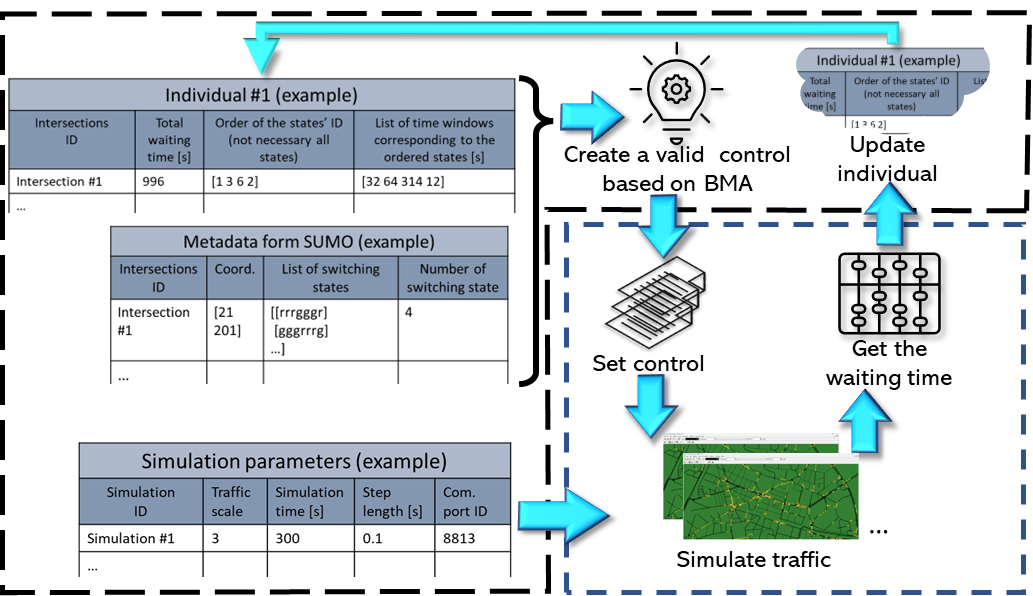 Individual #1 (example)
Intersections ID
Total waiting time [s]
Order of the states' ID (not necessary all states)
List of time windows corresponding to the ordered states [s]
Intersection #1
996
[1 3 6 2]
[32 64 314 12]
...
Metadata form SUMO (example)
Intersections ID
Coord.
List of switching states
Number of switching state
Intersection #1
[21 201]
[[rrrgggr]
[gggrrrg]
...]
4
...
Simulation parameters (example)
Simulation ID
Traffic scale
Simulation time [s]
Step length [s]
Com. port ID
Simulation #1
3
300
0.1
8813
...
Create a valid control
based on BMA
Individual #1 (example)
Total waiting time [s]
Order of the states' ID (not necessary all states)
[1 3 6 2]
Update
individual
Set control
Get the
waiting time
Simulate traffic
...